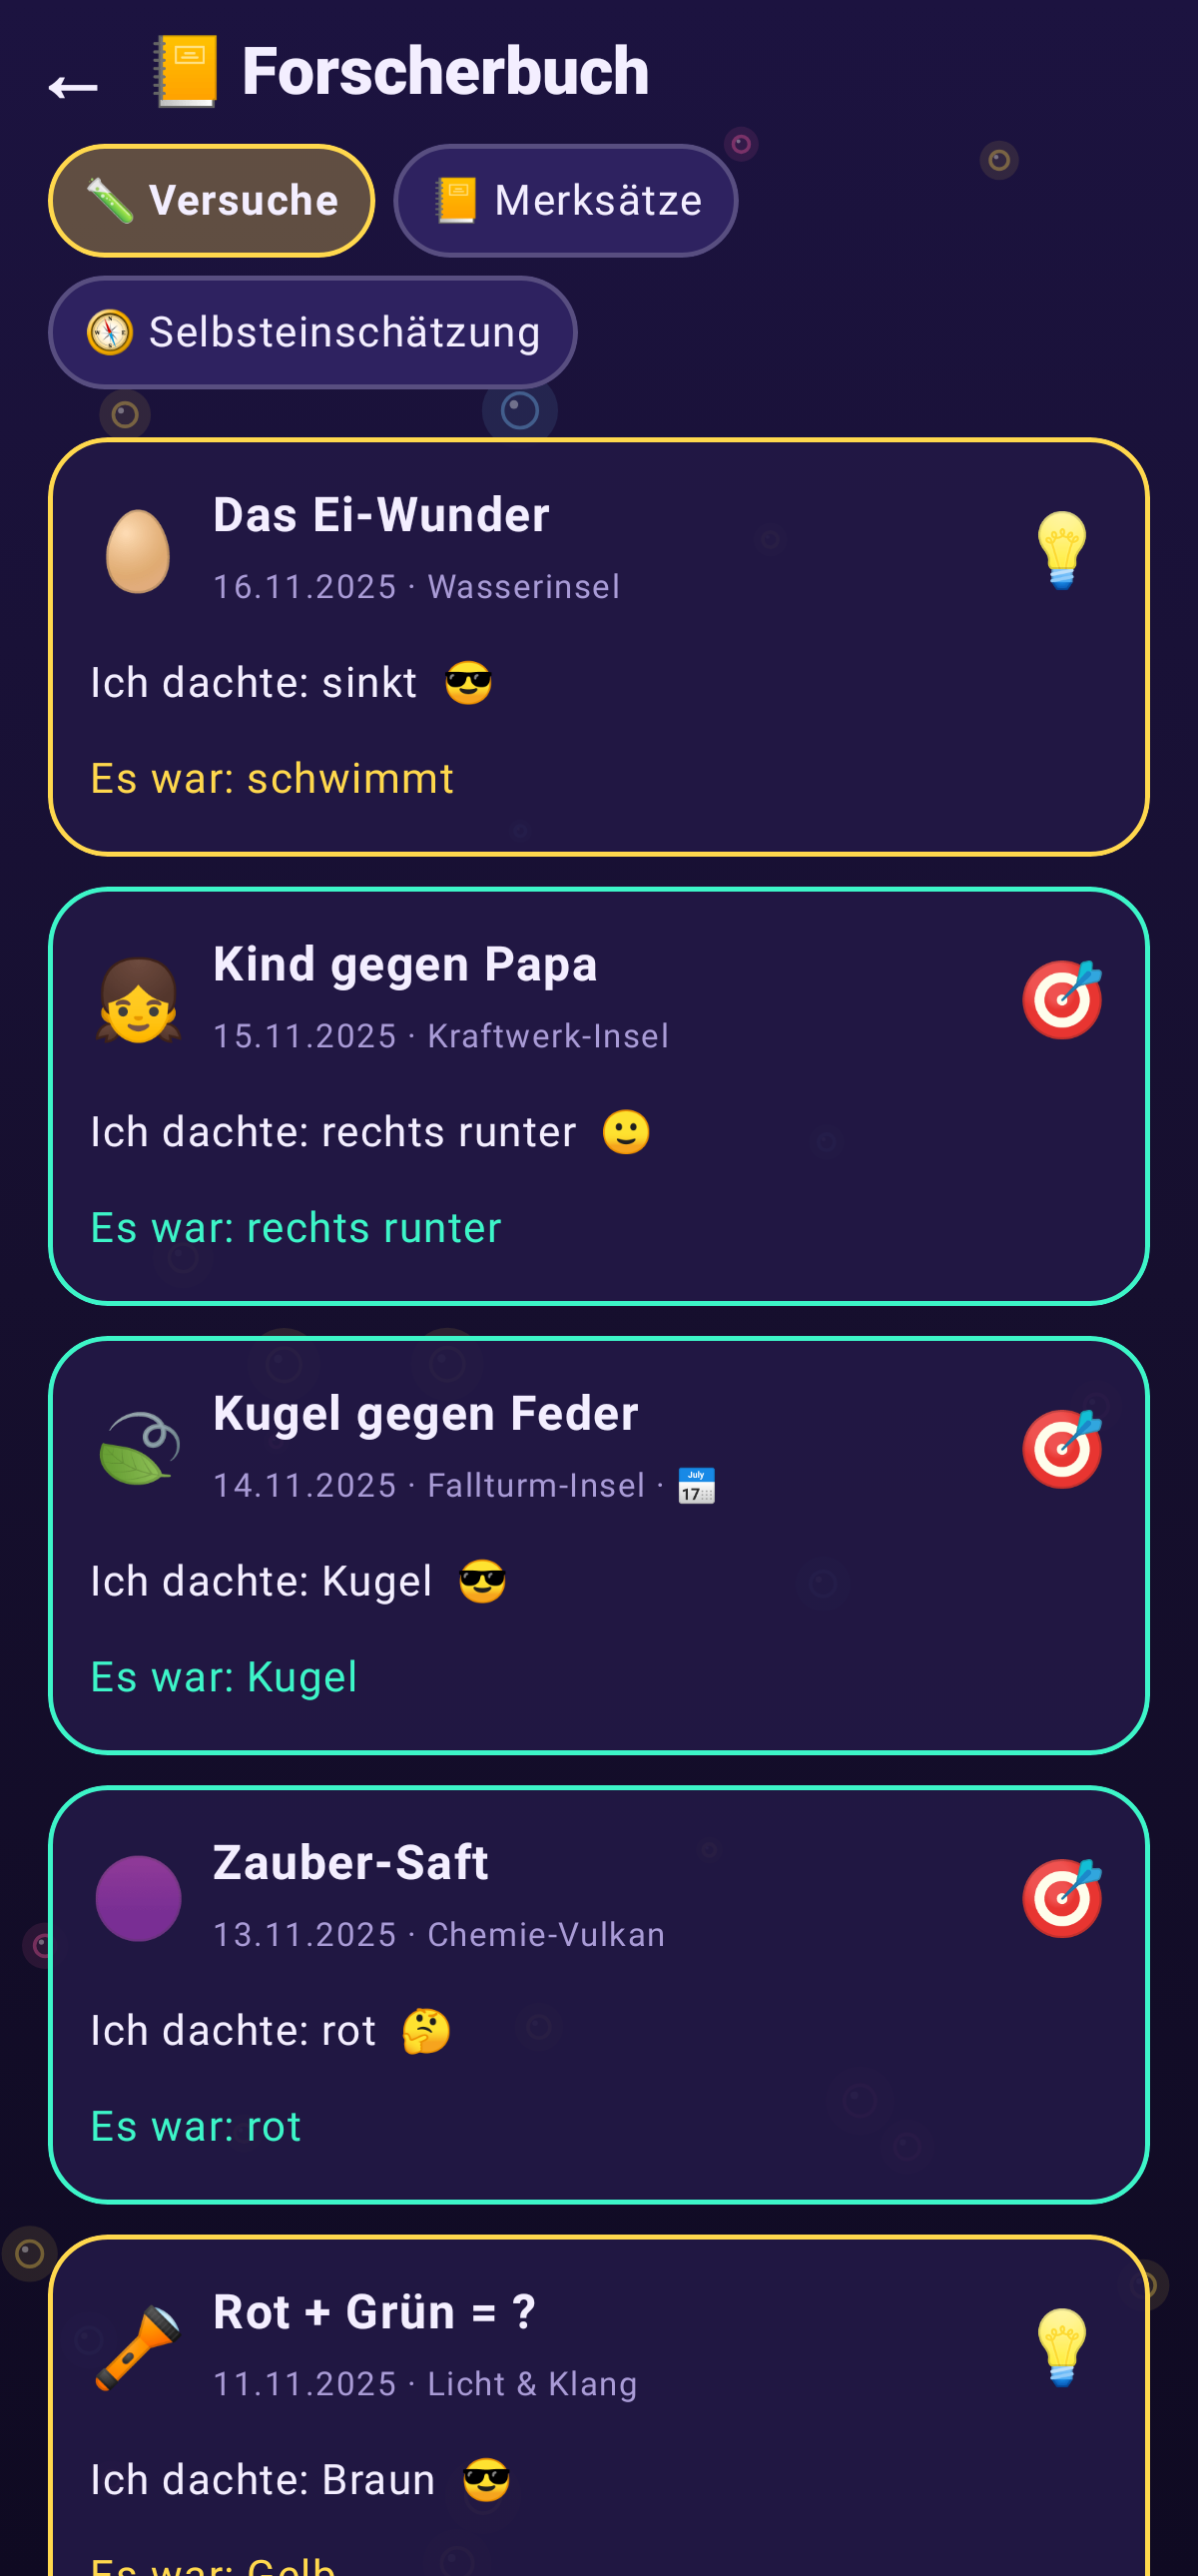 ← Forscherbuch
Versuche
Merksätze
Selbsteinschätzung
Das Ei-Wunder
16.11.2025 · Wasserinsel
Ich dachte: sinkt 😎
Es war: schwimmt
Kind gegen Papa
15.11.2025 · Kraftwerk-Insel
Ich dachte: rechts runter 🙂
Es war: rechts runter
Kugel gegen Feder
14.11.2025 · Fallturm-Insel · 📅
Ich dachte: Kugel 😎
Es war: Kugel
Zauber-Saft
13.11.2025 · Chemie-Vulkan
Ich dachte: rot 🤔
Es war: rot
Rot + Grün = ?
11.11.2025 · Licht & Klang
Ich dachte: Braun 😎
Es war: Gelb